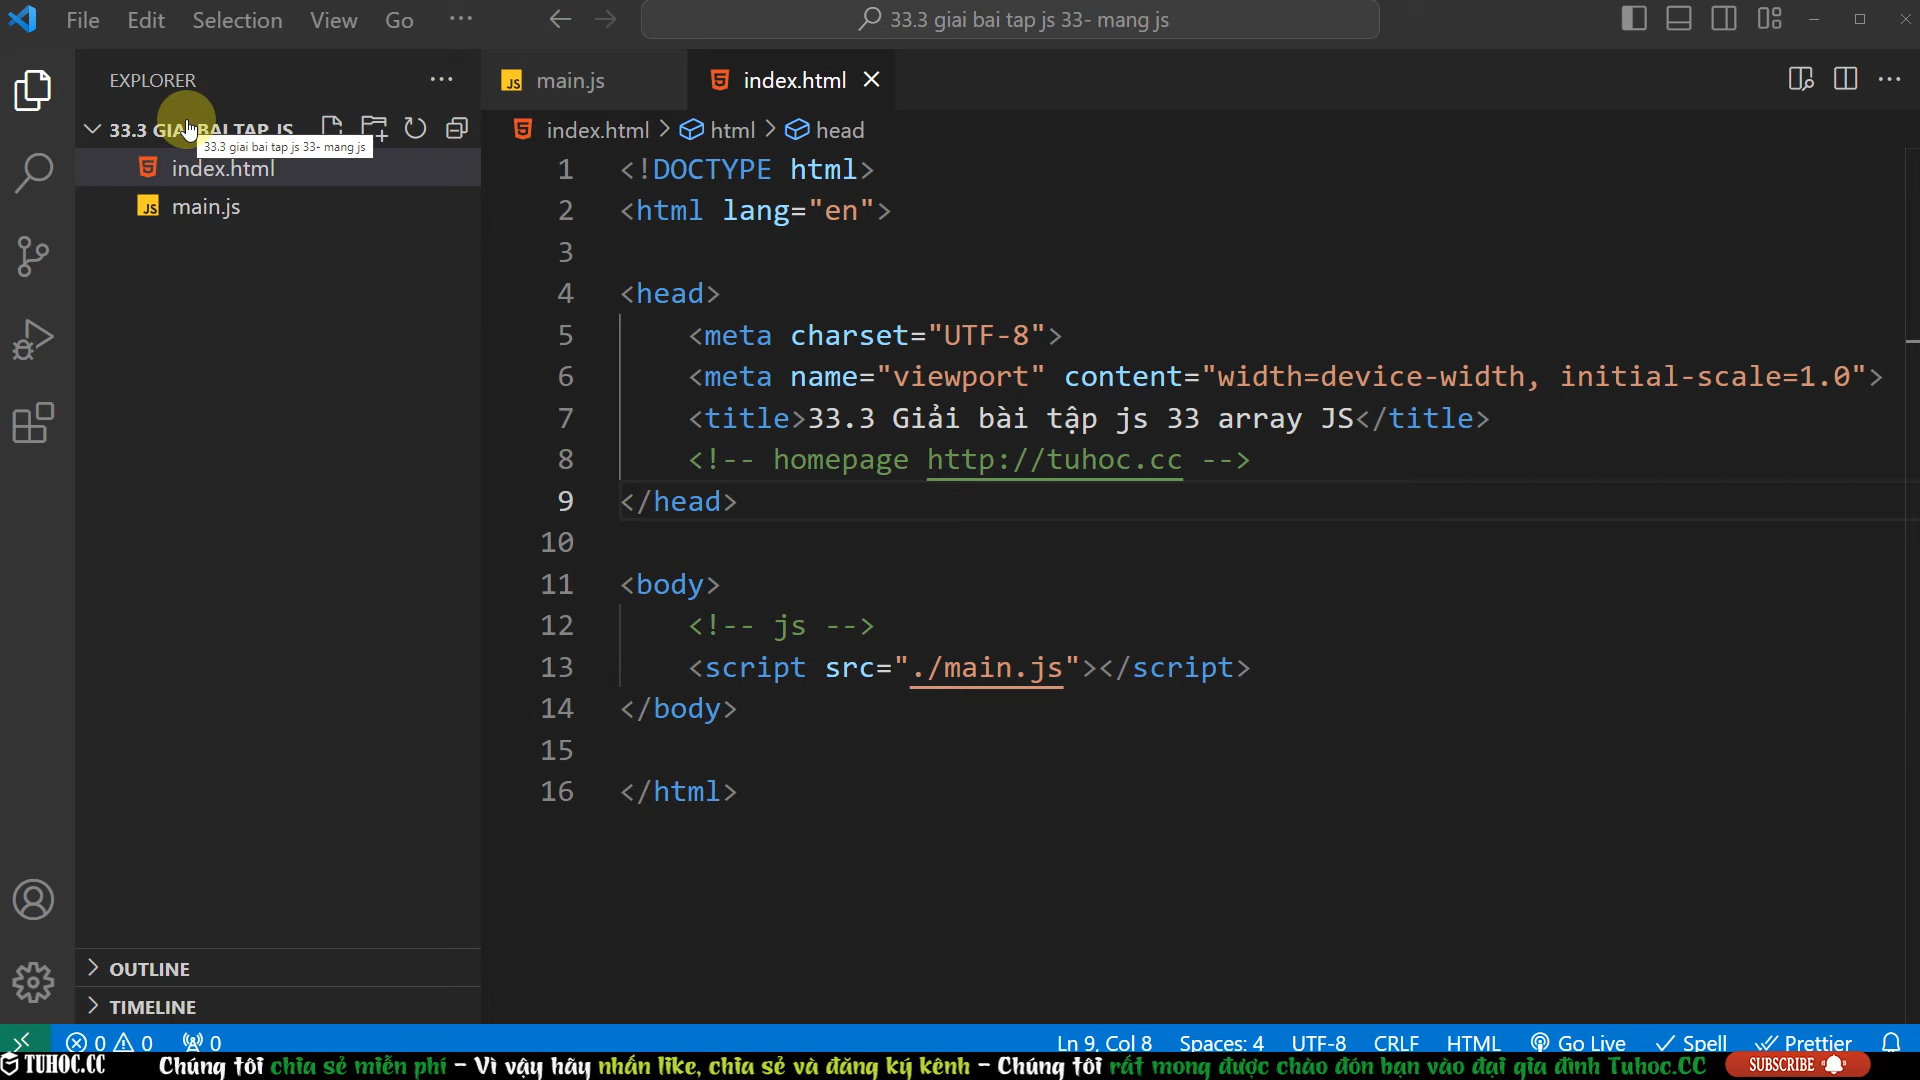 File Edit Selection View Go ···
33.3 giai bai tap js 33- mang js
EXPLORER
main.js
index.html
33.3 GIAI BAI TAP JS
index.html > html > head
33.3 giai bai tap js 33- mang js
index.html
main.js
1 <!DOCTYPE html>
2 <html lang="en">
3
4 <head>
5 <meta charset="UTF-8">
6 <meta name="viewport" content="width=device-width, initial-scale=1.0">
7 <title>33.3 Giải bài tập js 33 array JS</title>
8 <!-- homepage http://tuhoc.cc -->
9 </head>
10
11 <body>
12 <!-- js -->
13 <script src="./main.js"></script>
14 </body>
15
16 </html>
OUTLINE
TIMELINE
0 0 0
Ln 9, Col 8 Spaces: 4 UTF-8 CRLF HTML Go Live Spell Prettier
TUHOC.CC Chúng tôi chia sẻ miễn phí - Vì vậy hãy nhấn like, chia sẻ và đăng ký kênh - Chúng tôi rất mong được chào đón bạn vào đại gia đình Tuhoc.CC SUBSCRIBE